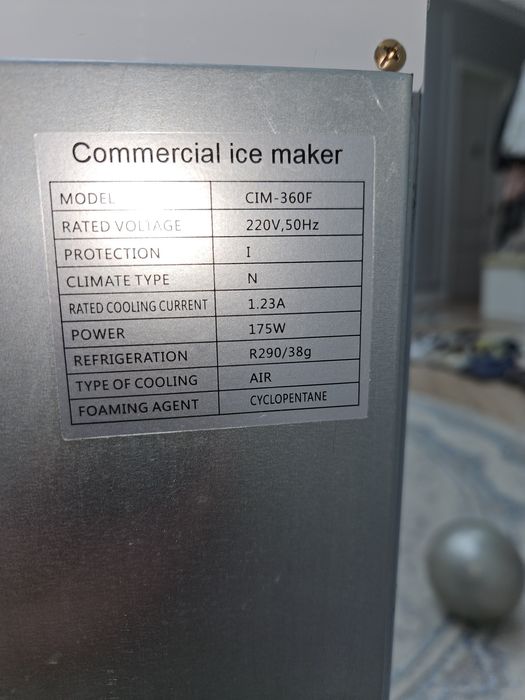 Commercial ice maker
MODEL CIM-360F
RATED VOLTAGE 220V,50Hz
PROTECTION I
CLIMATE TYPE N
RATED COOLING CURRENT 1.23A
POWER 175W
REFRIGERATION R290/38g
TYPE OF COOLING AIR
FOAMING AGENT CYCLOPENTANE